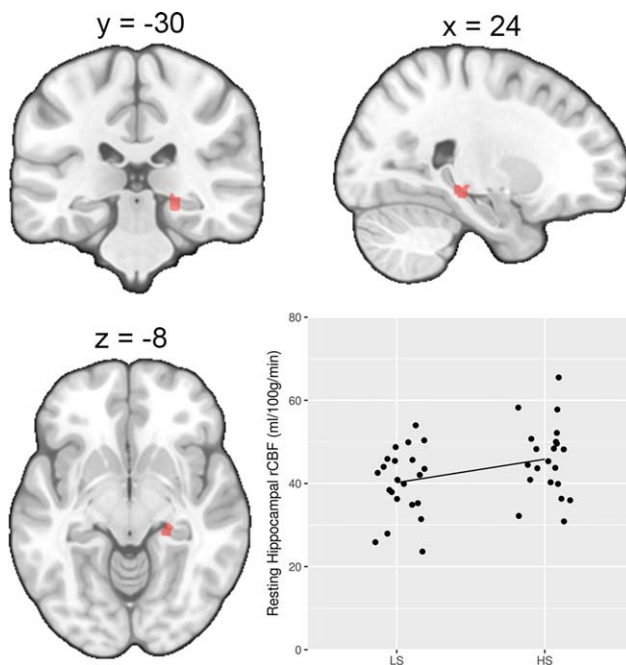 y = -30
x = 24
z = -8
Resting Hippocampal rCBF (ml/100g/min)
80
60
40
20
0
LS
HS